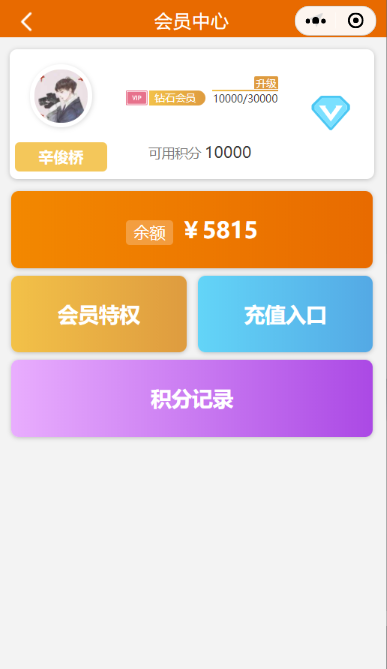 会员中心
升级
VIP 钻石会员 10000/30000
辛俊桥
可用积分 10000
余额 ￥5815
会员特权
充值入口
积分记录